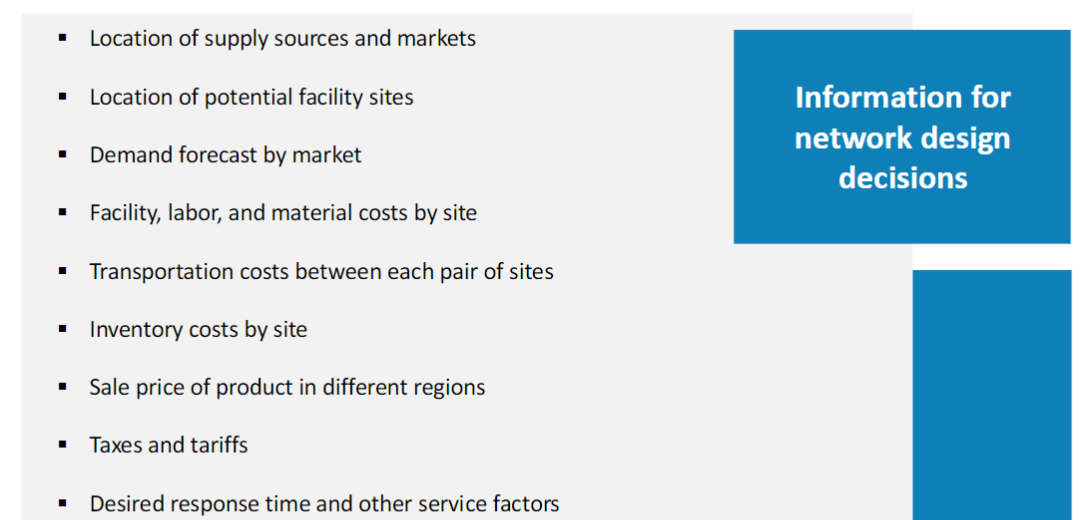 ▪ Location of supply sources and markets
▪ Location of potential facility sites
▪ Demand forecast by market
▪ Facility, labor, and material costs by site
▪ Transportation costs between each pair of sites
▪ Inventory costs by site
▪ Sale price of product in different regions
▪ Taxes and tariffs
▪ Desired response time and other service factors
Information for
network design
decisions